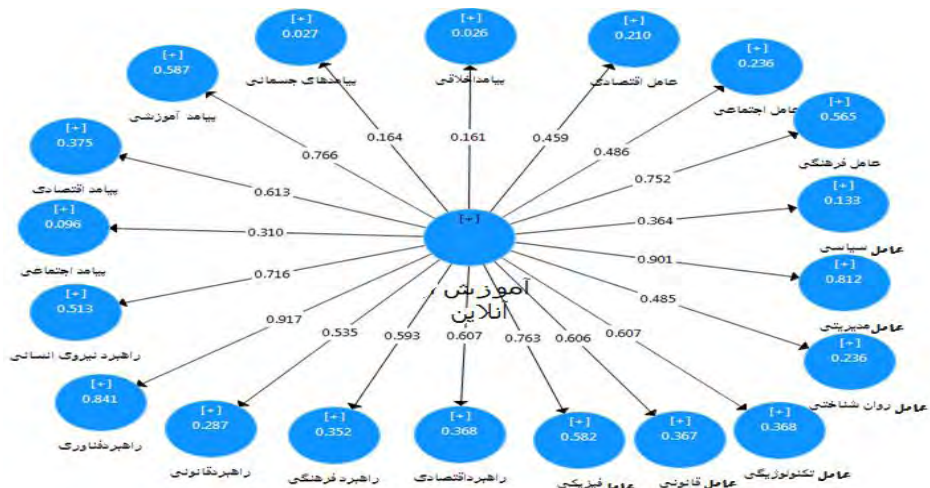 [+]
0.026
پیامداخلاقی
[+]
0.210
عامل اقتصادی
[+]
0.236
عامل اجتماعی
[+]
0.565
عامل فرهنگی
[+]
0.133
عامل سیاسی
[+]
0.812
عامل مدیریتی
[+]
0.236
عامل روان شناختی
[+]
0.368
عامل تکنولوژیگی
[+]
0.367
عامل قانونی
[+]
0.582
عامل فیزیکی
[+]
0.368
راهبرداقتصادی
[+]
0.352
راهبرد فرهنگی
[+]
0.287
راهبردقانونی
[+]
0.841
راهبردفناوری
[+]
0.513
راهبرد نیروی انسانی
[+]
0.096
پیامد اجتماعی
[+]
0.375
پیامد اقتصادی
[+]
0.587
پیامد آموزشی
[+]
0.027
پیامدهای جسمانی
0.161
0.459
0.486
0.752
0.364
0.901
0.485
0.607
0.606
0.763
0.607
0.593
0.535
0.917
0.716
0.310
0.613
0.766
0.164
[+]
آموزش
آنلاین